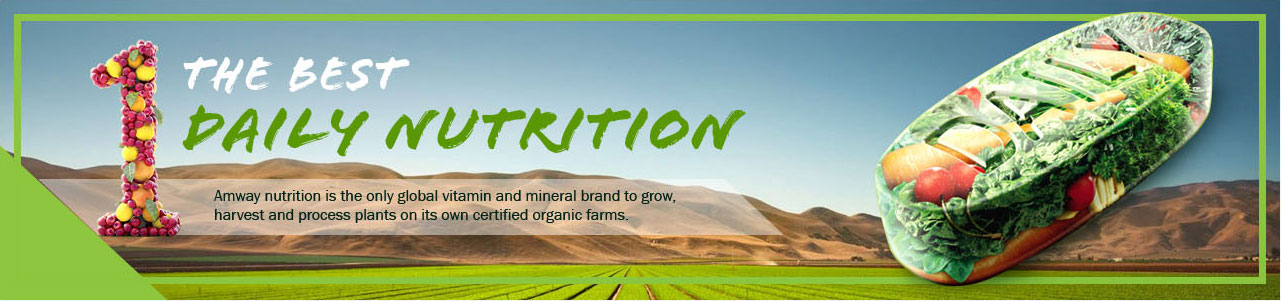 1
THE BEST
DAILY NUTRITION
Amway nutrition is the only global vitamin and mineral brand to grow,
harvest and process plants on its own certified organic farms.
DAILY